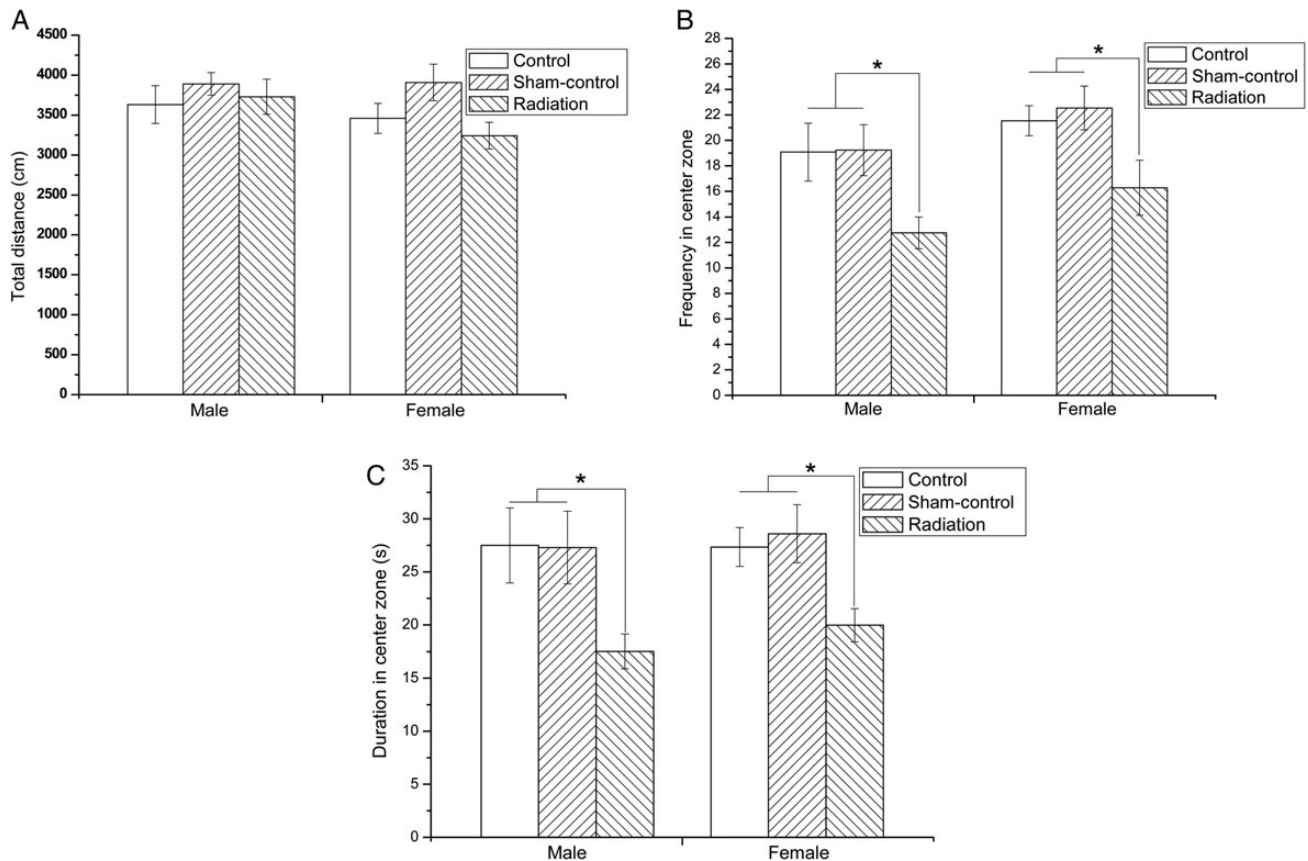 A
Total distance (cm)
4500
4000
3500
3000
2500
2000
1500
1000
500
0
Control
Sham-control
Radiation
Male
Female
B
Frequency in center zone
28
26
24
22
20
18
16
14
12
10
8
6
4
2
0
Control
Sham-control
Radiation
*
*
Male
Female
C
Duration in center zone (s)
35
30
25
20
15
10
5
0
Control
Sham-control
Radiation
*
*
Male
Female